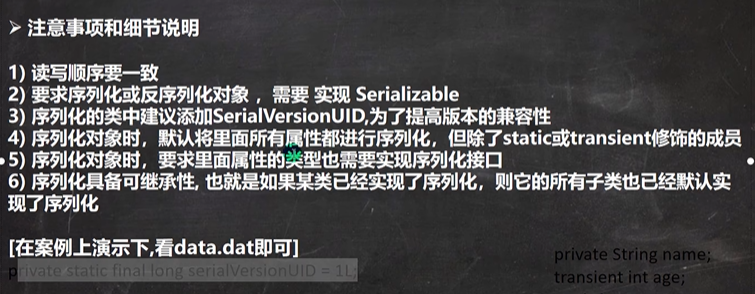 ➢ 注意事项和细节说明
1) 读写顺序要一致
2) 要求序列化或反序列化对象 ，需要 实现 Serializable
3) 序列化的类中建议添加SerialVersionUID,为了提高版本的兼容性
4) 序列化对象时，默认将里面所有属性都进行序列化，但除了static或transient修饰的成员
5) 序列化对象时，要求里面属性的类型也需要实现序列化接口
6) 序列化具备可继承性, 也就是如果某类已经实现了序列化，则它的所有子类也已经默认实
现了序列化
[在案例上演示下,看data.dat即可]
private static final long serialVersionUID = 1L;
private String name;
transient int age;